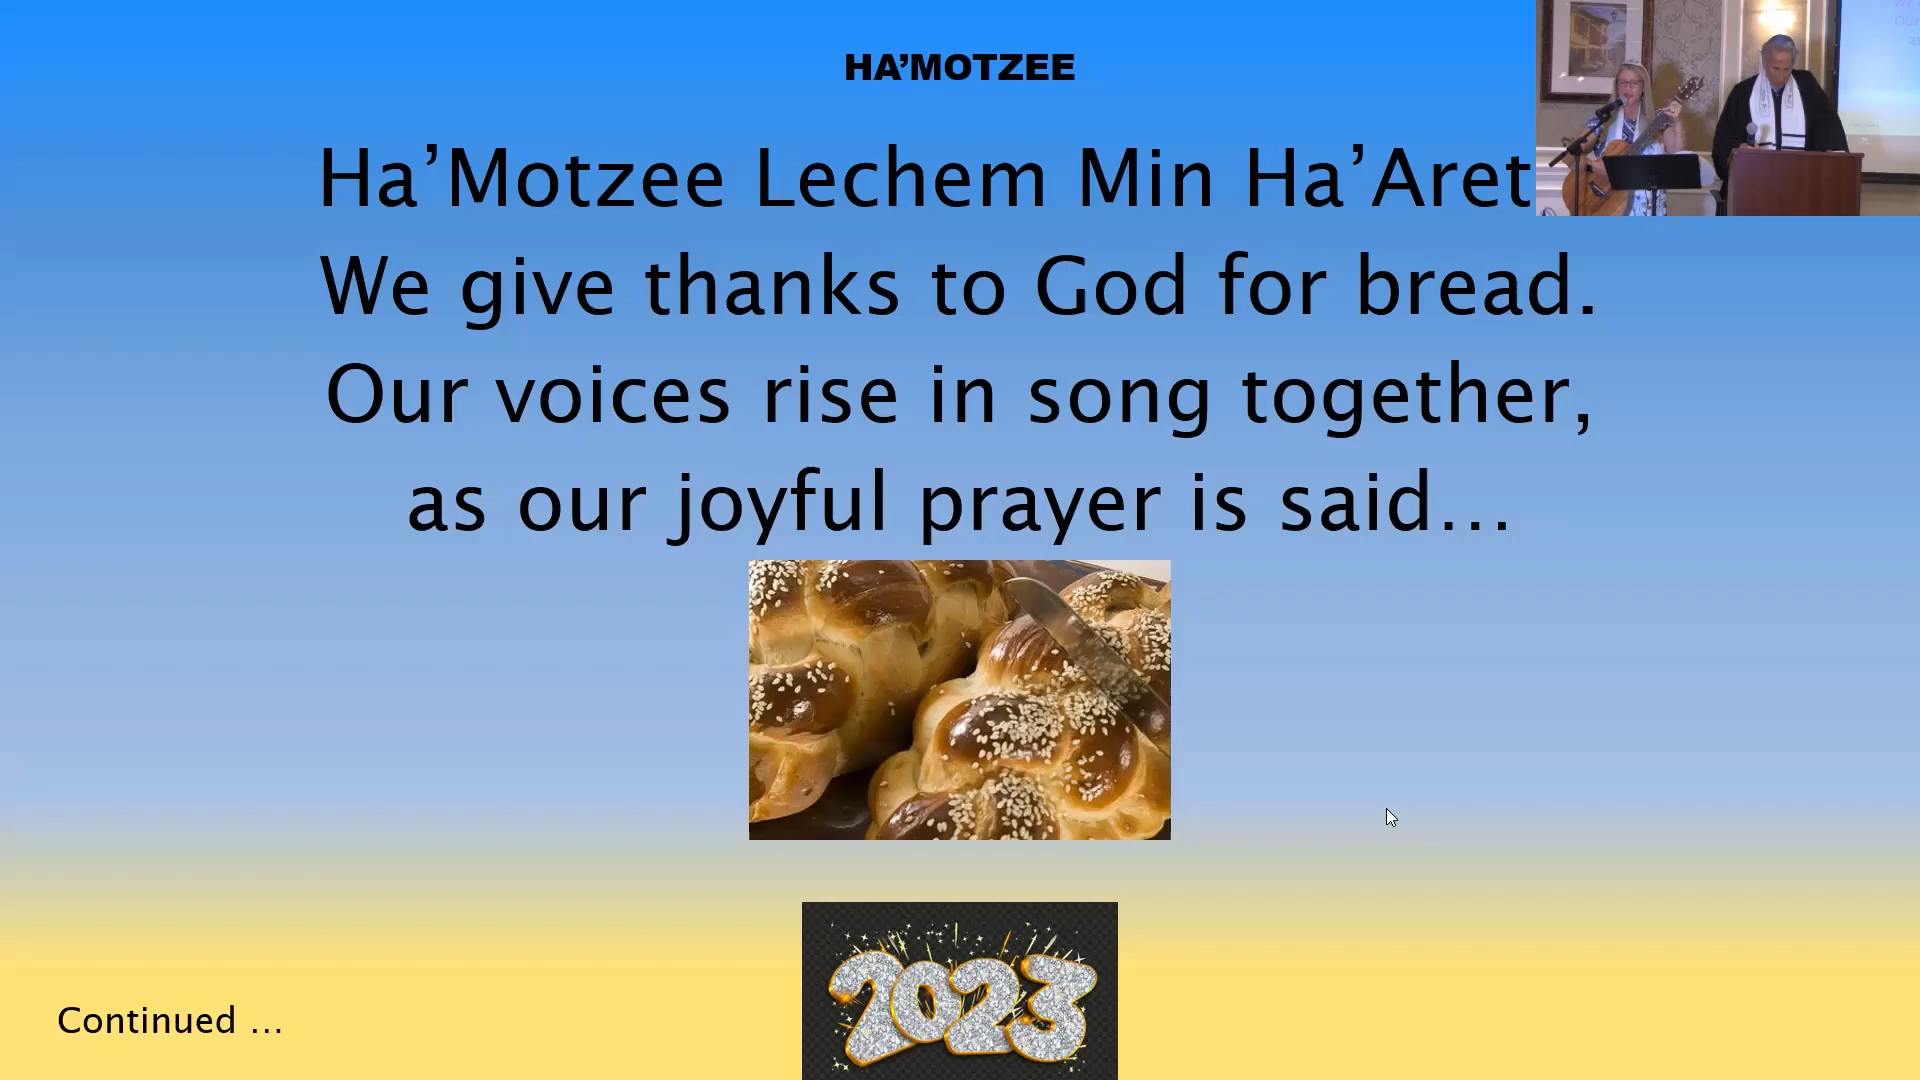 HA’MOTZEE
Ha’Motzee Lechem Min Ha’Aret
We give thanks to God for bread.
Our voices rise in song together,
as our joyful prayer is said…
2023
Continued …